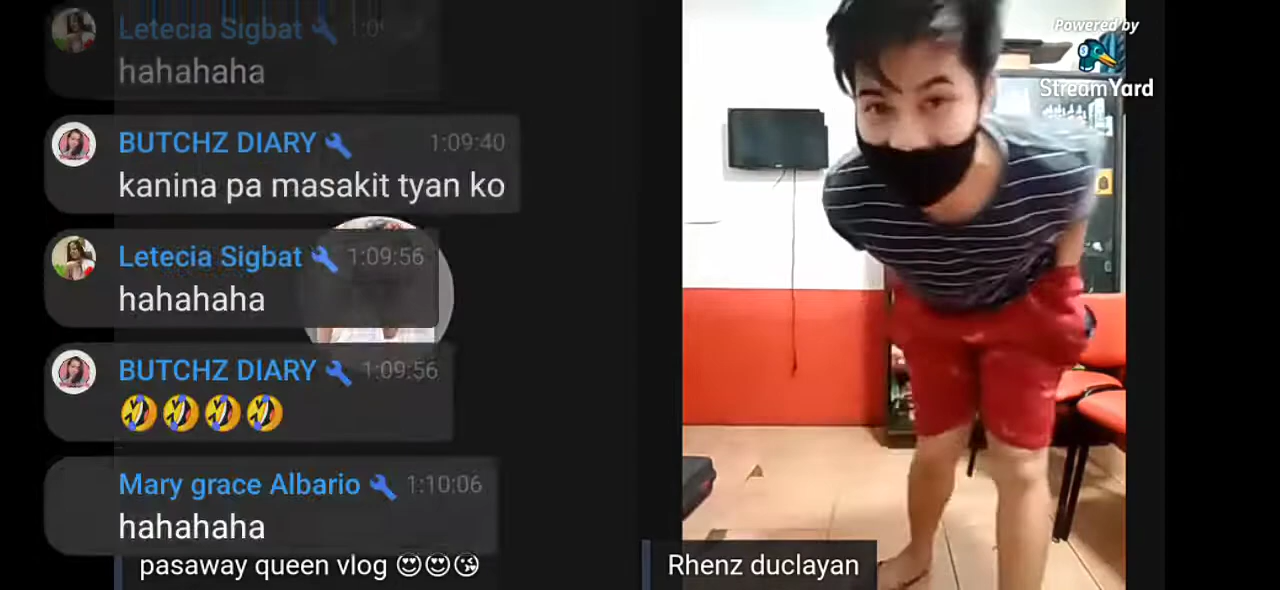 Letecia Sigbat
hahahaha
BUTCHZ DIARY 1:09:40
kanina pa masakit tyan ko
Letecia Sigbat 1:09:56
hahahaha
BUTCHZ DIARY 1:09:56
🤣🤣🤣🤣
Mary grace Albario 1:10:06
hahahaha
pasaway queen vlog 😍😍😘
Powered by
StreamYard
Rhenz duclayan